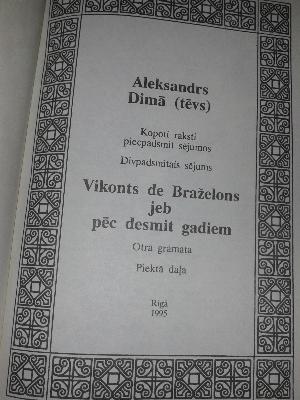 Aleksandrs
Dimā (tēvs)
Kopoti raksti
piecpadsmit sējumos
Divpadsmitais sējums
Vikonts de Braželons
jeb
pēc desmit gadiem
Otrā grāmata
Piektā daļa
Rīgā
1995